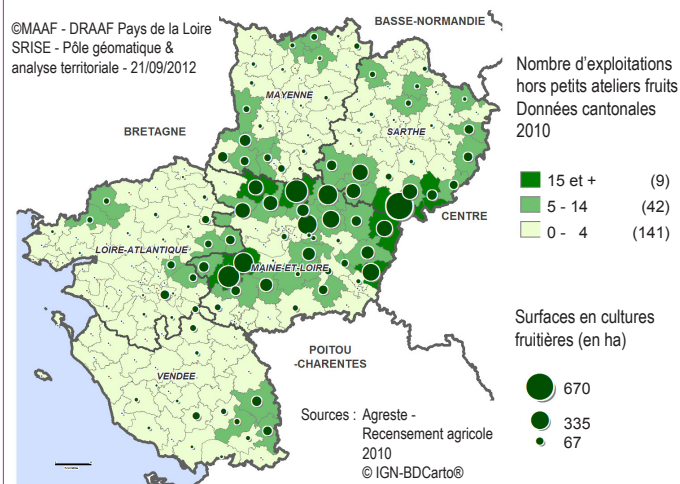 ©MAAF - DRAAF Pays de la Loire
SRISE - Pôle géomatique &
analyse territoriale - 21/09/2012
BASSE-NORMANDIE
MAYENNE
BRETAGNE
SARTHE
CENTRE
LOIRE-ATLANTIQUE
MAINE-ET-LOIRE
POITOU
-CHARENTES
VENDEE
Nombre d'exploitations
hors petits ateliers fruits
Données cantonales
2010
15 et + (9)
5 - 14 (42)
0 - 4 (141)
Surfaces en cultures
fruitières (en ha)
670
335
67
Sources : Agreste -
Recensement agricole
2010
© IGN-BDCarto®